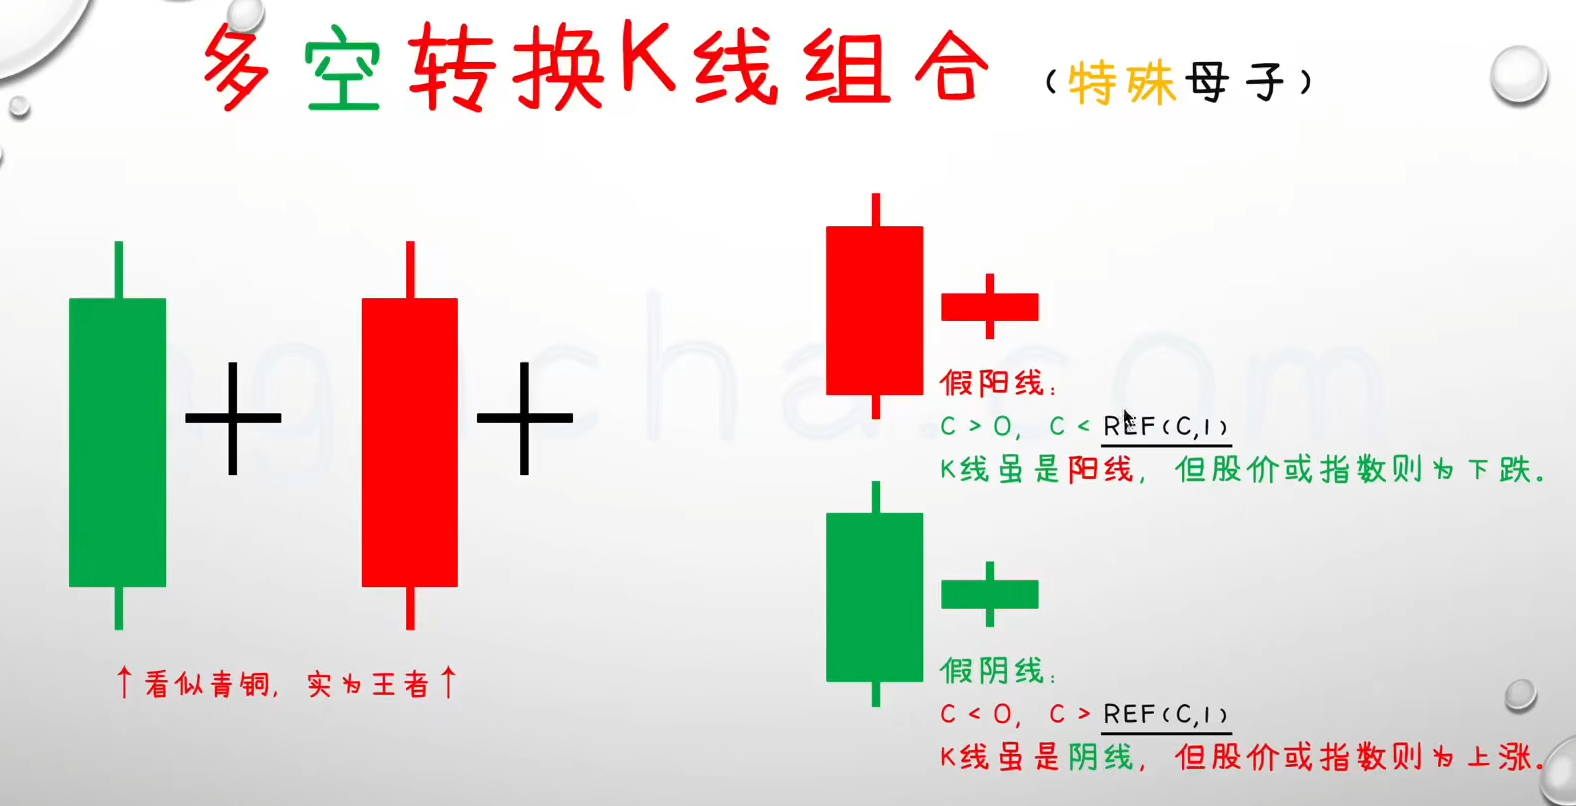 多空转换K线组合（特殊母子）
假阳线：
C > O， C < REF(C,1)
K线虽是阳线，但股价或指数则为下跌。
假阴线：
C < O， C > REF(C,1)
K线虽是阴线，但股价或指数则为上涨。
↑看似青铜，实为王者↑